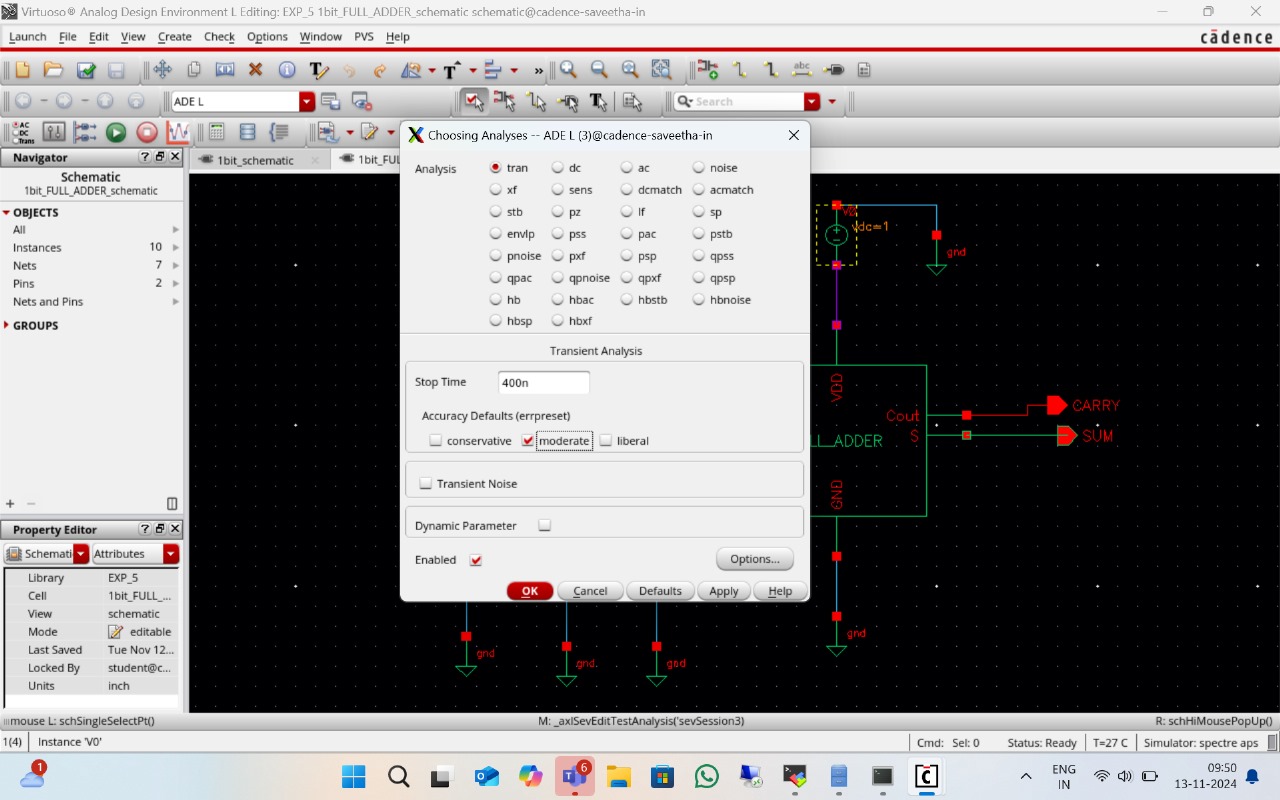 Virtuoso® Analog Design Environment L Editing: EXP_5 1bit_FULL_ADDER_schematic schematic@cadence-saveetha-in
Launch File Edit View Create Check Options Window PVS Help
cādence
ADE L
Search
Navigator
1bit_schematic
1bit_FUL
Schematic
1bit_FULL_ADDER_schematic
OBJECTS
All
Instances 10
Nets 7
Pins 2
Nets and Pins
GROUPS
Property Editor
Schemati Attributes
Library EXP_5
Cell 1bit_FULL_...
View schematic
Mode editable
Last Saved Tue Nov 12...
Locked By student@c...
Units inch
Choosing Analyses -- ADE L (3)@cadence-saveetha-in
Analysis tran dc ac noise
xf sens dcmatch acmatch
stb pz lf sp
envlp pss pac pstb
pnoise pxf psp qpss
qpac qpnoise qpxf qpsp
hb hbac hbstb hbnoise
hbsp hbxf
Transient Analysis
Stop Time 400n
Accuracy Defaults (errpreset)
conservative moderate liberal
Transient Noise
Dynamic Parameter
Enabled Options...
OK Cancel Defaults Apply Help
V0
vdc=1
gnd
VDD
Cout CARRY
LL_ADDER S SUM
GND
gnd
gnd gnd gnd
mouse L: schSingleSelectPt() M: _axlSevEditTestAnalysis('sevSession3) R: schHiMousePopUp()
1(4) Instance 'V0' Cmd: Sel: 0 Status: Ready T=27 C Simulator: spectre aps
1
6
ENG
IN
09:50
13-11-2024